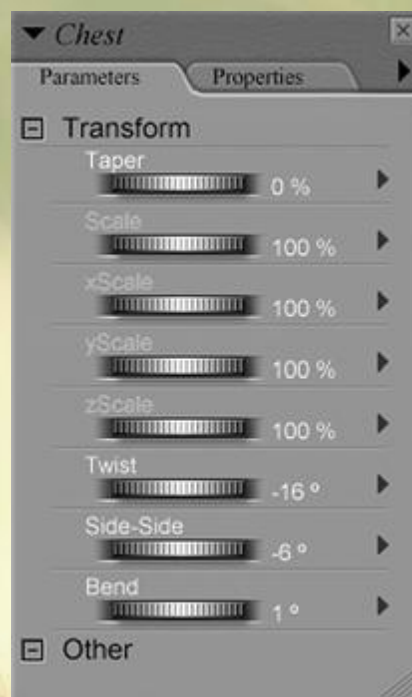 Chest
Parameters Properties
Transform
Taper
0 %
Scale
100 %
xScale
100 %
yScale
100 %
zScale
100 %
Twist
-16 °
Side-Side
-6 °
Bend
1 °
Other